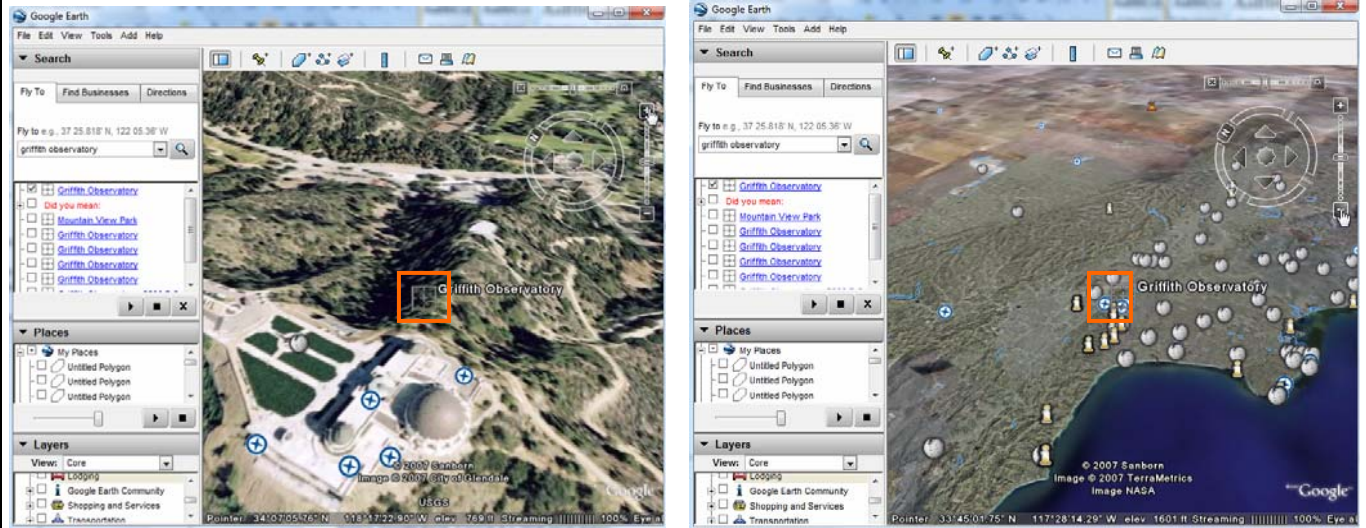 Google Earth
File Edit View Tools Add Help
Search
Fly To Find Businesses Directions
Fly to e.g., 37 25.818' N, 122 05.36' W
griffith observatory
Griffith Observatory
Did you mean:
Mountain View Park
Griffith Observatory
Griffith Observatory
Griffith Observatory
Griffith Observatory
Places
My Places
Untitled Polygon
Untitled Polygon
Untitled Polygon
Layers
View: Core
Lodging
Google Earth Community
Shopping and Services
Transportation
N
Griffith Observatory
© 2007 Sanborn
Image © 2007 City of Glendale
USGS
Google
Pointer 34°07'05.76" N 118°17'22.90" W elev 769 ft Streaming 100% Eye a
Google Earth
File Edit View Tools Add Help
Search
Fly To Find Businesses Directions
Fly to e.g., 37 25.818' N, 122 05.36' W
griffith observatory
Griffith Observatory
Did you mean:
Mountain View Park
Griffith Observatory
Griffith Observatory
Griffith Observatory
Griffith Observatory
Places
My Places
Untitled Polygon
Untitled Polygon
Untitled Polygon
Layers
View: Core
Lodging
Google Earth Community
Shopping and Services
Transportation
N
Griffith Observatory
© 2007 Sanborn
Image © 2007 TerraMetrics
Image NASA
Google
Pointer 33°45'01.75" N 117°28'14.29" W elev 1601 ft Streaming 100% Eye a